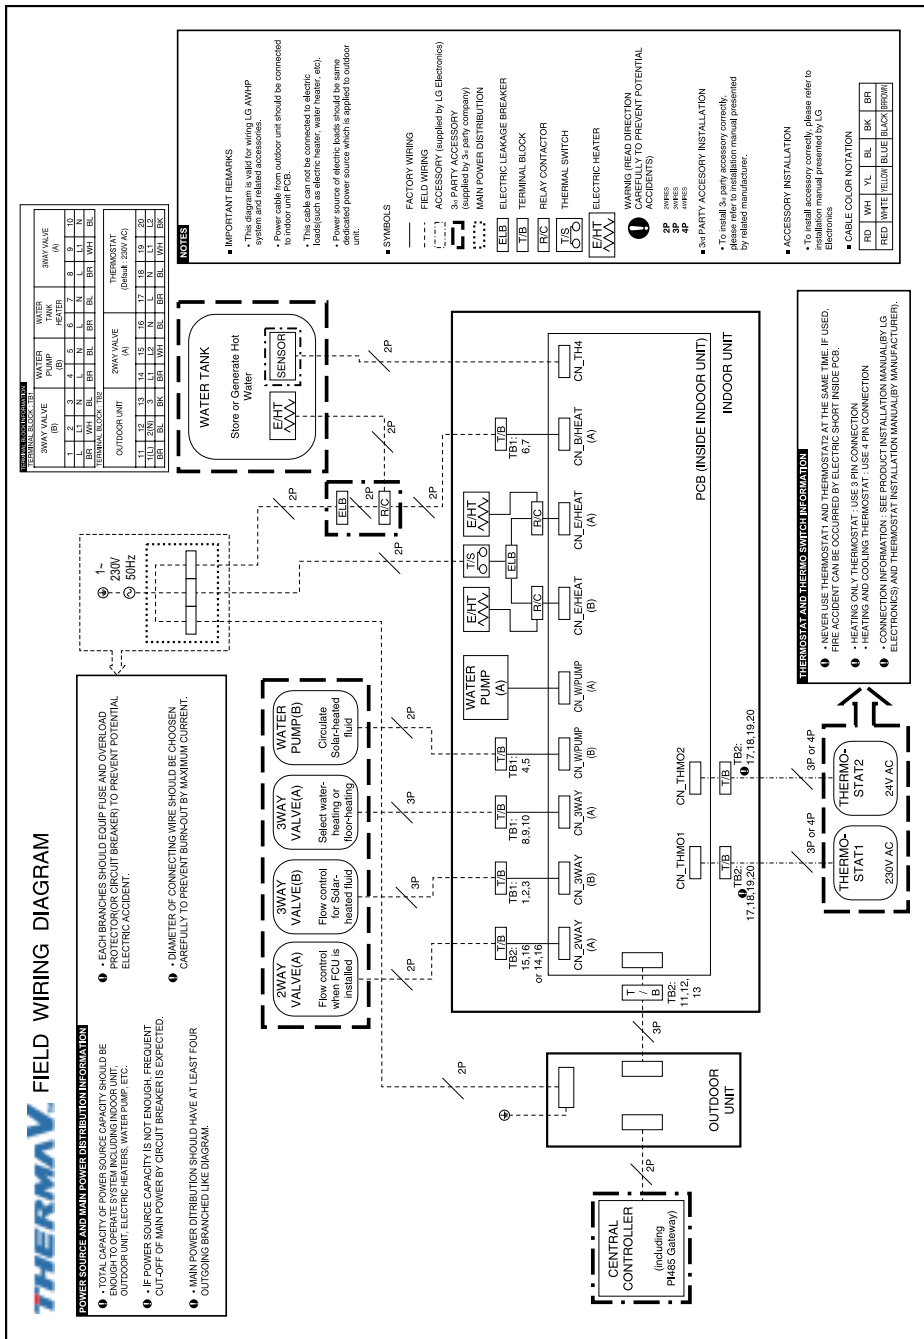 THERMAV. FIELD WIRING DIAGRAM
POWER SOURCE AND MAIN POWER DISTRIBUTION INFORMATION
• TOTAL CAPACITY OF POWER SOURCE CAPACITY SHOULD BE
ENOUGH TO OPERATE SYSTEM INCLUDING INDOOR UNIT,
OUTDOOR UNIT, ELECTRIC HEATERS, WATER PUMP, ETC.
• IF POWER SOURCE CAPACITY IS NOT ENOUGH, FREQUENT
CUT-OFF OF MAIN POWER BY CIRCUIT BREAKER IS EXPECTED.
• MAIN POWER DITRIBUTION SHOULD HAVE AT LEAST FOUR
OUTGOING BRANCHED LIKE DIAGRAM.
• EACH BRANCHES SHOULD EQUIP FUSE AND OVERLOAD
PROTECTOR(OR CIRCUIT BREAKER) TO PREVENT POTENTIAL
ELECTRIC ACCIDENT.
• DIAMETER OF CONNECTING WIRE SHOULD BE CHOOSEN
CAREFULLY TO PREVENT BURN-OUT BY MAXIMUM CURRENT.
1~
230V
50Hz
TERMINAL BLOCK INFORMATION
TERMINAL BLOCK : TB1
3WAY VALVE (B)
WATER PUMP (B)
WATER TANK HEATER
3WAY VALVE (A)
1 2 3 4 5 6 7 8 9 10
L L1 N L N L N L L1 N
BR WH BL BR BL BR BL BR WH BL
TERMINAL BLOCK : TB2
OUTDOOR UNIT
2WAY VALVE (A)
THERMOSTAT (Default : 230V AC)
11 12 13 14 15 16 17 18 19 20
1(L) 2(N) 3 L1 L2 N L N L1 L2
BR BL BK BR WH BL BR BL WH BK
2WAY VALVE(A)
Flow control
when FCU is
installed
3WAY VALVE(B)
Flow control
for Solar-
heated fluid
3WAY VALVE(A)
Select water-
heating or
floor-heating
WATER PUMP(B)
Circulate
Solar-heated
fluid
WATER TANK
Store or Generate Hot
Water
E/HT
SENSOR
ELB
2P
R/C
2P
2P
2P
2P
2P
2P
3P
3P
2P
2P
2P
T/B
TB2:
15,16
or 14,16
CN_2WAY
(A)
T/B
TB1:
1,2,3
CN_3WAY
(B)
T/B
TB1:
8,9,10
CN_3WAY
(A)
T/B
TB1:
4,5
CN_W/PUMP
(B)
WATER
PUMP
(A)
CN_W/PUMP
(A)
E/HT
T/S
E/HT
ELB
R/C
R/C
CN_E/HEAT
(B)
CN_E/HEAT
(A)
T/B
TB1:
6,7
CN_B/HEAT
(A)
CN_TH4
PCB (INSIDE INDOOR UNIT)
INDOOR UNIT
CN_THMO1
CN_THMO2
T/B
TB2:
17,18,19,20
T/B
TB2:
17,18,19,20
3P or 4P
3P or 4P
THERMO-
STAT1
230V AC
THERMO-
STAT2
24V AC
T/B
TB2:
11,12,
13
3P
OUTDOOR
UNIT
2P
CENTRAL
CONTROLLER
(including
PI485 Gateway)
THERMOSTAT AND THERMO SWITCH INFORMATION
• NEVER USE THERMOSTAT1 AND THERMOSTAT2 AT THE SAME TIME. IF USED.
FIRE ACCIDENT CAN BE OCCURRED BY ELECTRIC SHORT INSIDE PCB.
• HEATING ONLY THERMOSTAT : USE 3 PIN CONNECTION
• HEATING AND COOLING THERMOSTAT : USE 4 PIN CONNECTION
• CONNECTION INFORMATION : SEE PRODUCT INSTALLATION MANUAL(BY LG
ELECTRONICS) AND THERMOSTAT INSTALLATION MANUAL(BY MANUFACTURER).
NOTES
■ IMPORTANT REMARKS
• This diagram is valid for wiring LG AWHP
system and related accessories.
• Power cable from outdoor unit should be connected
to indoor unit PCB.
• This cable can not be connected to electric
loads(such as electric heater, water heater, etc).
• Power source of electric loads should be same
dedicated power source which is applied to outdoor
unit.
■ SYMBOLS
FACTORY WIRING
FIELD WIRING
ACCESSORY (supplied by LG Electronics)
3rd PARTY ACCESSORY
(supplied by 3rd party company)
MAIN POWER DISTRIBUTION
ELB ELECTRIC LEAKAGE BREAKER
T/B TERMINAL BLOCK
R/C RELAY CONTACTOR
T/S THERMAL SWITCH
E/HT ELECTRIC HEATER
WARNIG (READ DIRECTION
CAREFULLY TO PREVENT POTENTIAL
ACCIDENTS)
2P 2WIRES
3P 3WIRES
4P 4WIRES
■ 3rd PARTY ACCESORY INSTALLATION
• To install 3rd party accessory correctly,
please refer to installation manual presented
by related manufacturer.
■ ACCESSORY INSTALLATION
• To install accessory correctly, please refer to
installation manual presented by LG
Electronics
■ CABLE COLOR NOTATION
RD WH YL BL BK BR
RED WHITE YELLOW BLUE BLACK BRROWN